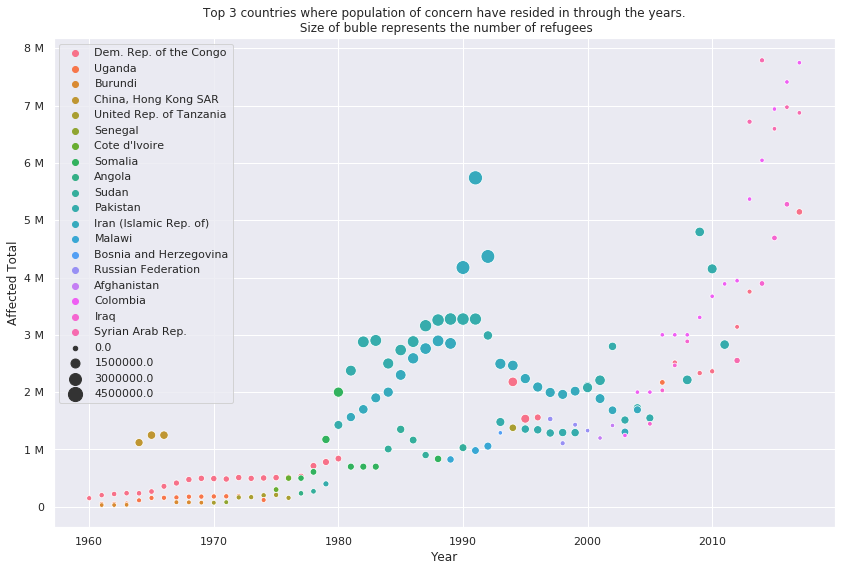 Top 3 countries where population of concern have resided in through the years.
Size of buble represents the number of refugees
8 M
7 M
6 M
5 M
4 M
3 M
2 M
1 M
0
Affected Total
Dem. Rep. of the Congo
Uganda
Burundi
China, Hong Kong SAR
United Rep. of Tanzania
Senegal
Cote d'Ivoire
Somalia
Angola
Sudan
Pakistan
Iran (Islamic Rep. of)
Malawi
Bosnia and Herzegovina
Russian Federation
Afghanistan
Colombia
Iraq
Syrian Arab Rep.
0.0
1500000.0
3000000.0
4500000.0
1960 1970 1980 1990 2000 2010
Year